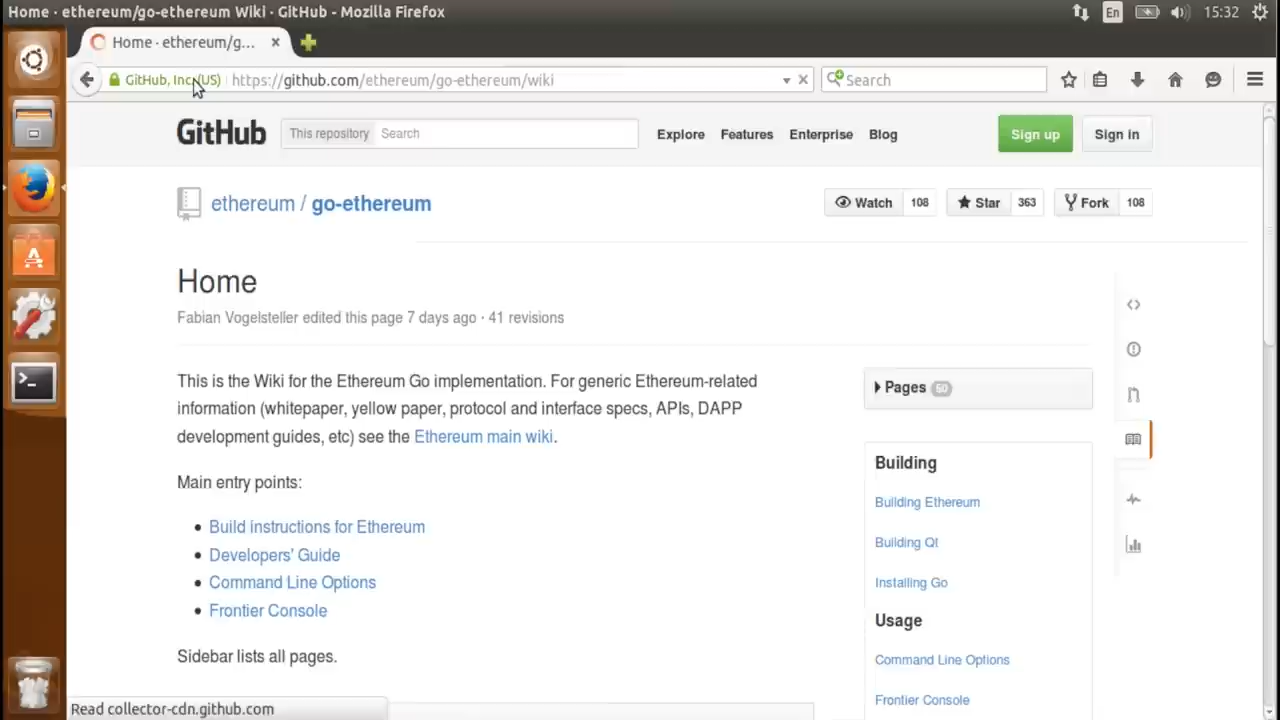 Home · ethereum/go-ethereum Wiki · GitHub - Mozilla Firefox
En
15:32
Home · ethereum/g...
GitHub, Inc. (US)
https://github.com/ethereum/go-ethereum/wiki
Search
GitHub
This repository
Search
Explore
Features
Enterprise
Blog
Sign up
Sign in
ethereum / go-ethereum
Watch 108
Star 363
Fork 108
Home
Fabian Vogelsteller edited this page 7 days ago · 41 revisions
This is the Wiki for the Ethereum Go implementation. For generic Ethereum-related
information (whitepaper, yellow paper, protocol and interface specs, APIs, DAPP
development guides, etc) see the Ethereum main wiki.
Main entry points:
Build instructions for Ethereum
Developers' Guide
Command Line Options
Frontier Console
Sidebar lists all pages.
Pages 50
Building
Building Ethereum
Building Qt
Installing Go
Usage
Command Line Options
Frontier Console
Read collector-cdn.github.com